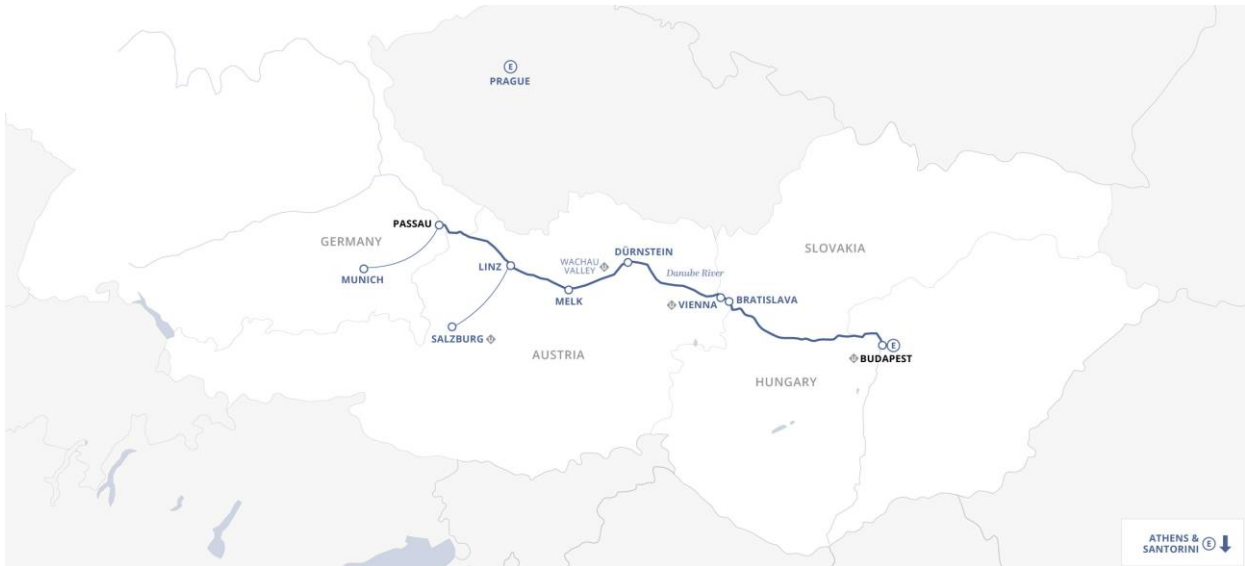 E
PRAGUE
PASSAU
GERMANY
MUNICH
LINZ
SALZBURG
AUSTRIA
MELK
WACHAU
VALLEY
DÜRNSTEIN
Danube River
VIENNA
BRATISLAVA
SLOVAKIA
HUNGARY
E
BUDAPEST
ATHENS &
SANTORINI E